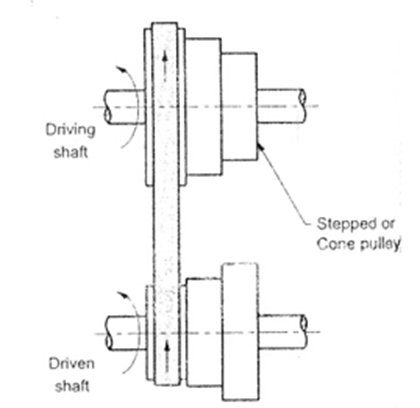 Driving
shaft
Stepped or
Cone pulley
Driven
shaft